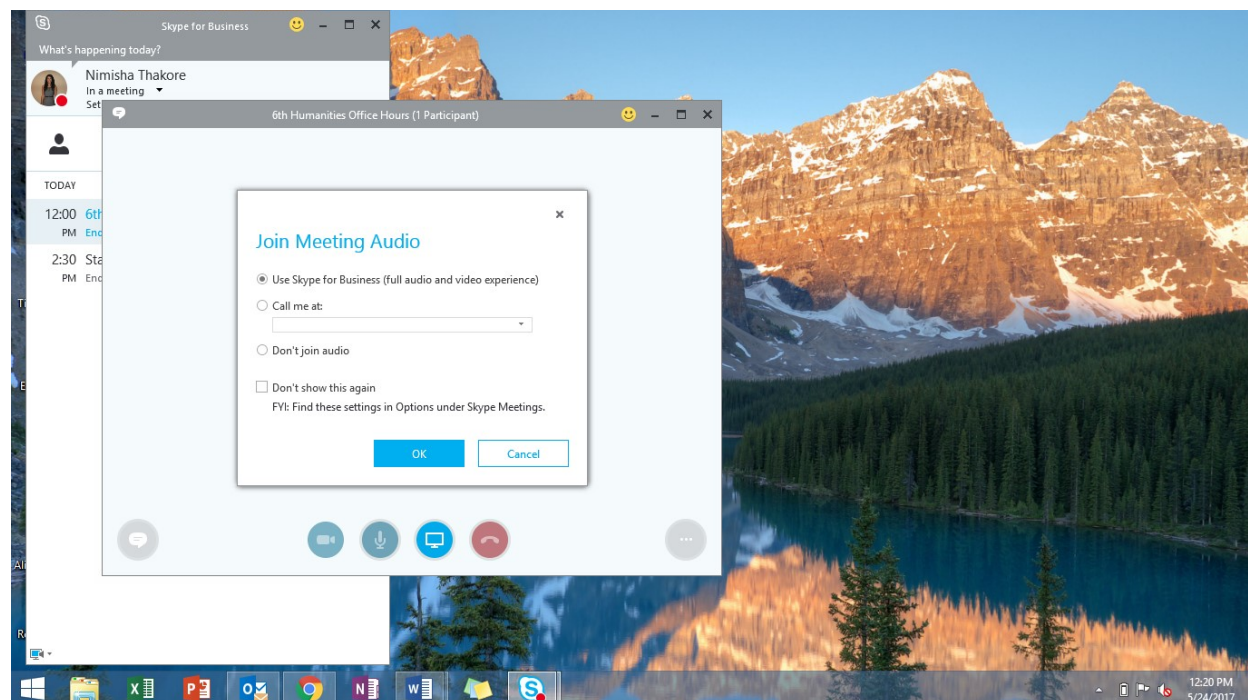 Skype for Business
What's happening today?
Nimisha Thakore
In a meeting
Set
6th Humanities Office Hours (1 Participant)
TODAY
12:00 6th
PM End
2:30 Sta
PM End
Join Meeting Audio
Use Skype for Business (full audio and video experience)
Call me at:
Don't join audio
Don't show this again
FYI: Find these settings in Options under Skype Meetings.
OK Cancel
12:20 PM
5/24/2017